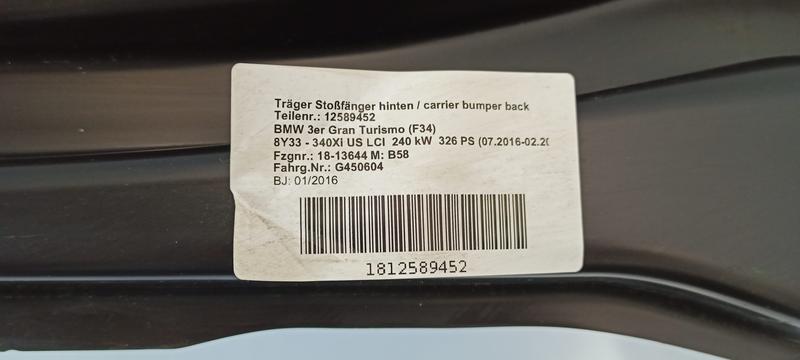 Träger Stoßfänger hinten / carrier bumper back
Teilenr.: 12589452
BMW 3er Gran Turismo (F34)
8Y33 - 340Xi US LCI 240 kW 326 PS (07.2016-02.20
Fzgnr.: 18-13644 M: B58
Fahrg.Nr.: G450604
BJ: 01/2016
1812589452